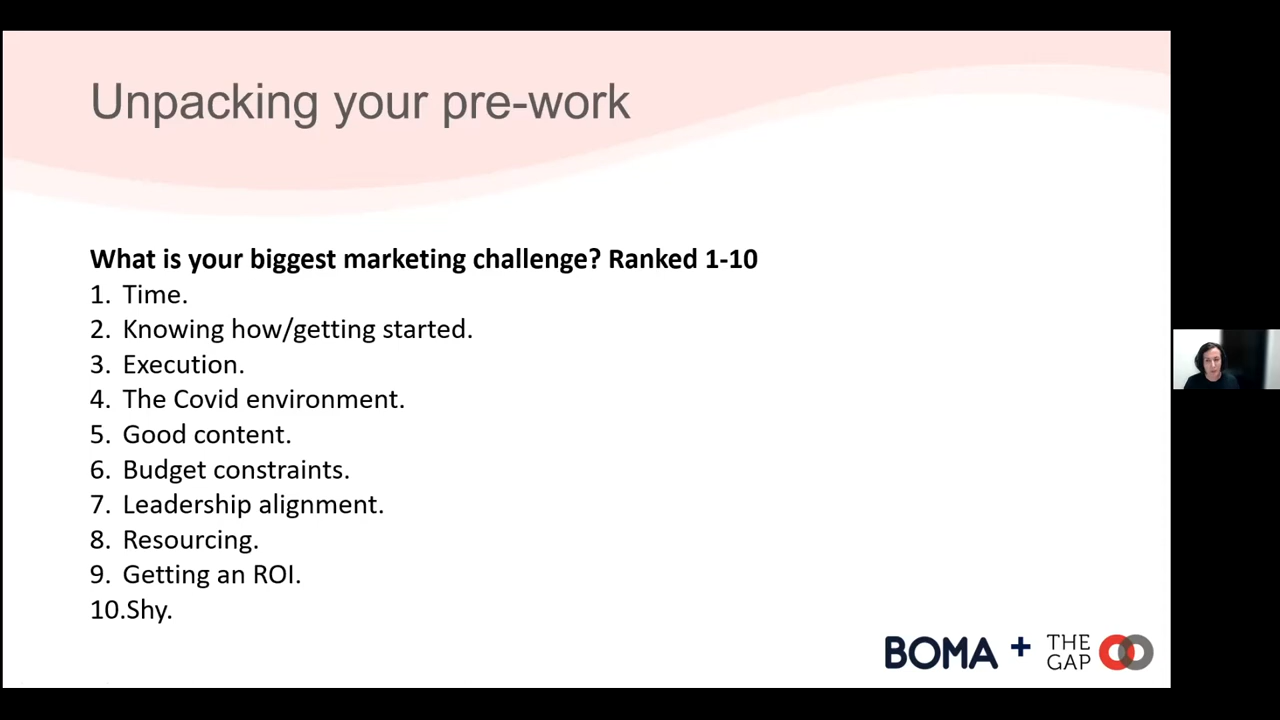 Unpacking your pre-work
What is your biggest marketing challenge? Ranked 1-10
1. Time.
2. Knowing how/getting started.
3. Execution.
4. The Covid environment.
5. Good content.
6. Budget constraints.
7. Leadership alignment.
8. Resourcing.
9. Getting an ROI.
10.Shy.
BOMA + THE
GAP